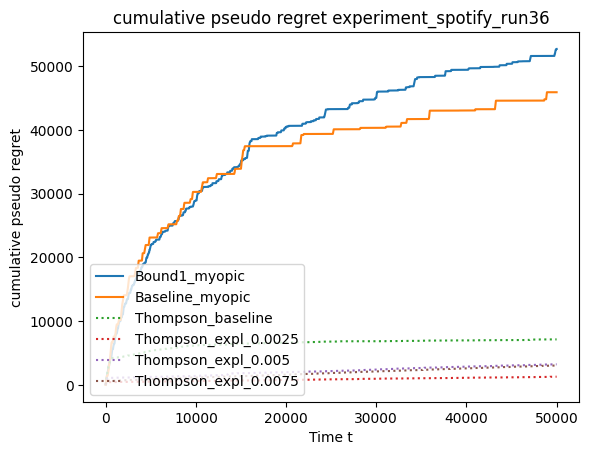 cumulative pseudo regret experiment_spotify_run36
cumulative pseudo regret
50000
40000
30000
20000
10000
0
Bound1_myopic
Baseline_myopic
Thompson_baseline
Thompson_expl_0.0025
Thompson_expl_0.005
Thompson_expl_0.0075
0 10000 20000 30000 40000 50000
Time t